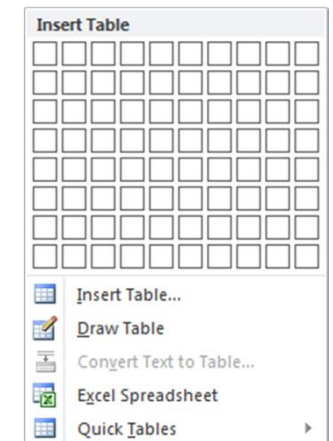 Insert Table
Insert Table...
Draw Table
Convert Text to Table...
Excel Spreadsheet
Quick Tables